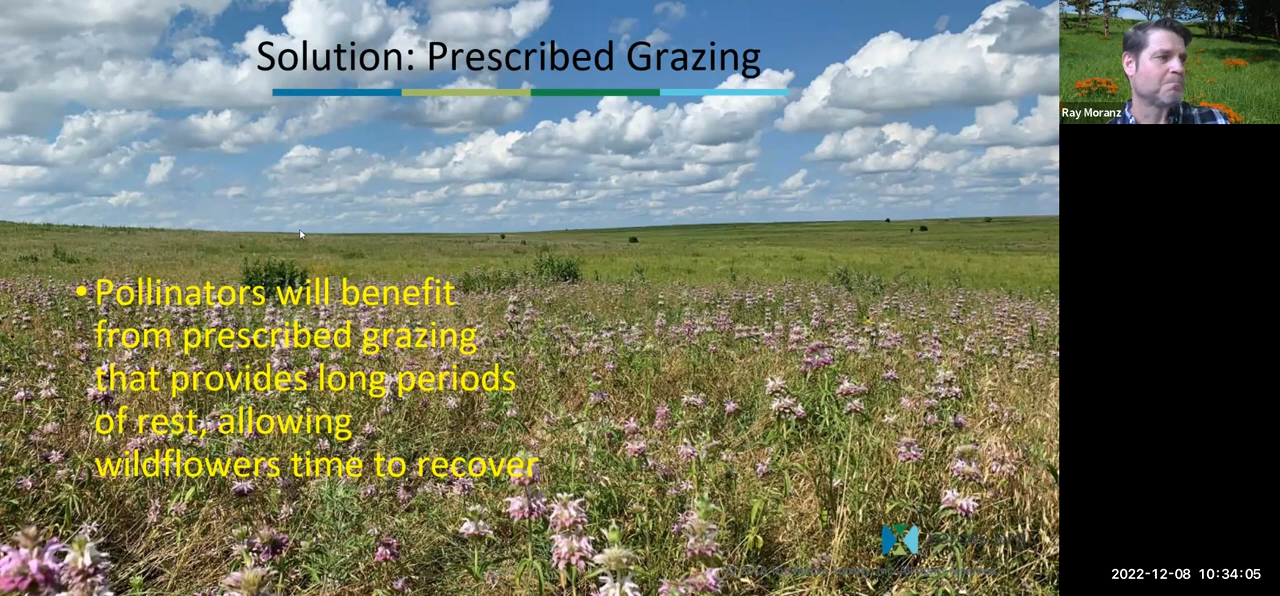 Solution: Prescribed Grazing
• Pollinators will benefit
from prescribed grazing
that provides long periods
of rest, allowing
wildflowers time to recover
Ray Moranz
2022-12-08 10:34:05